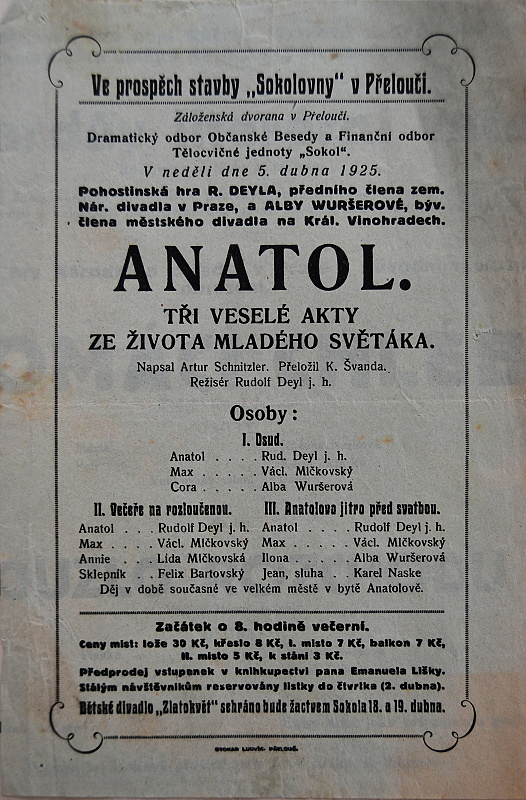 Ve prospěch stavby „Sokolovny" v Přelouči.
Záloženská dvorana v Přelouči.
Dramatický odbor Občanské Besedy a Finanční odbor
Tělocvičné jednoty „Sokol".
V neděli dne 5. dubna 1925.
Pohostinská hra R. DEYLA, předního člena zem.
Nár. divadla v Praze, a ALBY WURŠEROVÉ, býv.
člena městského divadla na Král. Vinohradech.
ANATOL.
TŘI VESELÉ AKTY
ZE ŽIVOTA MLADÉHO SVĚTÁKA.
Napsal Artur Schnitzler. Přeložil K. Švanda.
Režisér Rudolf Deyl j. h.
Osoby:
I. Osud.
Anatol . . . . . Rud. Deyl j. h.
Max . . . . . Václ. Mlčkovský
Cora . . . . . Alba Wuršerová
II. Večeře na rozloučenou.
Anatol . . . Rudolf Deyl j. h.
Max . . . . Václ. Mlčkovský
Annie . . . Lída Mlčkovská
Sklepník . . Felix Bartovský
III. Anatolovo jitro před svatbou.
Anatol . . . . . Rudolf Deyl j. h.
Max . . . . . Václ. Mlčkovský
Ilona . . . . . Alba Wuršerová
Jean, sluha . . Karel Naske
Děj v době současné ve velkém městě v bytě Anatolově.
Začátek o 8. hodině večerní.
Ceny míst: lože 30 Kč, křeslo 8 Kč, I. místo 7 Kč, balkon 7 Kč,
II. místo 5 Kč, k stání 3 Kč.
Předprodej vstupenek v knihkupectví pana Emanuela Lišky.
Stálým návštěvníkům reservovány lístky do čtvrtka (2. dubna).
Dětské divadlo „Zlatokvět" sehráno bude žactvem Sokola 18. a 19. dubna.
OTOKAR LUDVÍK, PŘELOUČ.